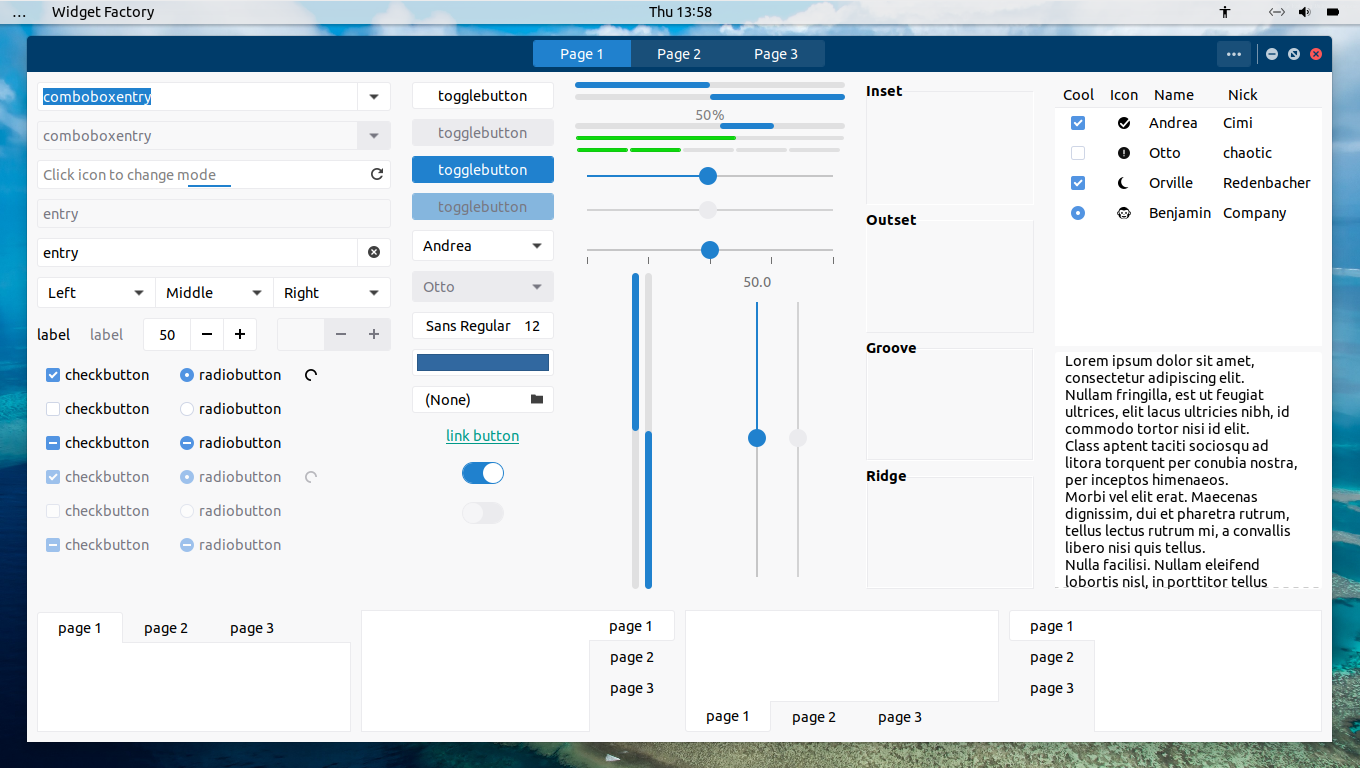 ... Widget Factory Thu 13:58
Page 1 Page 2 Page 3
comboboxentry
comboboxentry
Click icon to change mode
entry
entry
Left Middle Right
label label 50
checkbutton radiobutton
checkbutton radiobutton
checkbutton radiobutton
checkbutton radiobutton
checkbutton radiobutton
checkbutton radiobutton
togglebutton
togglebutton
togglebutton
togglebutton
Andrea
Otto
Sans Regular 12
(None)
link button
50%
50.0
Inset
Outset
Groove
Ridge
Cool Icon Name Nick
Andrea Cimi
Otto chaotic
Orville Redenbacher
Benjamin Company
Lorem ipsum dolor sit amet,
consectetur adipiscing elit.
Nullam fringilla, est ut feugiat
ultrices, elit lacus ultricies nibh, id
commodo tortor nisi id elit.
Class aptent taciti sociosqu ad
litora torquent per conubia nostra,
per inceptos himenaeos.
Morbi vel elit erat. Maecenas
dignissim, dui et pharetra rutrum,
tellus lectus rutrum mi, a convallis
libero nisi quis tellus.
Nulla facilisi. Nullam eleifend
lobortis nisl, in porttitor tellus
page 1 page 2 page 3
page 1
page 2
page 3
page 1 page 2 page 3
page 1
page 2
page 3